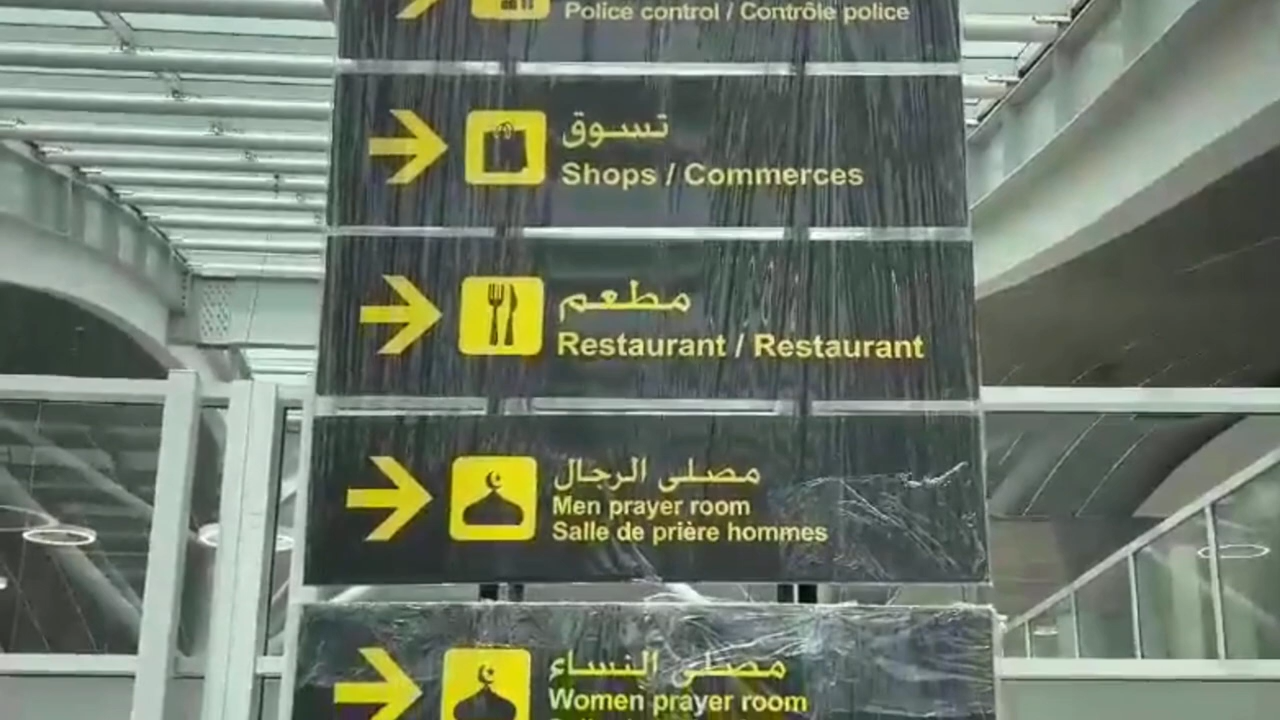 Police control / Contrôle police
تسوق
Shops / Commerces
مطعم
Restaurant / Restaurant
مصلى الرجال
Men prayer room
Salle de prière hommes
مصلى النساء
Women prayer room